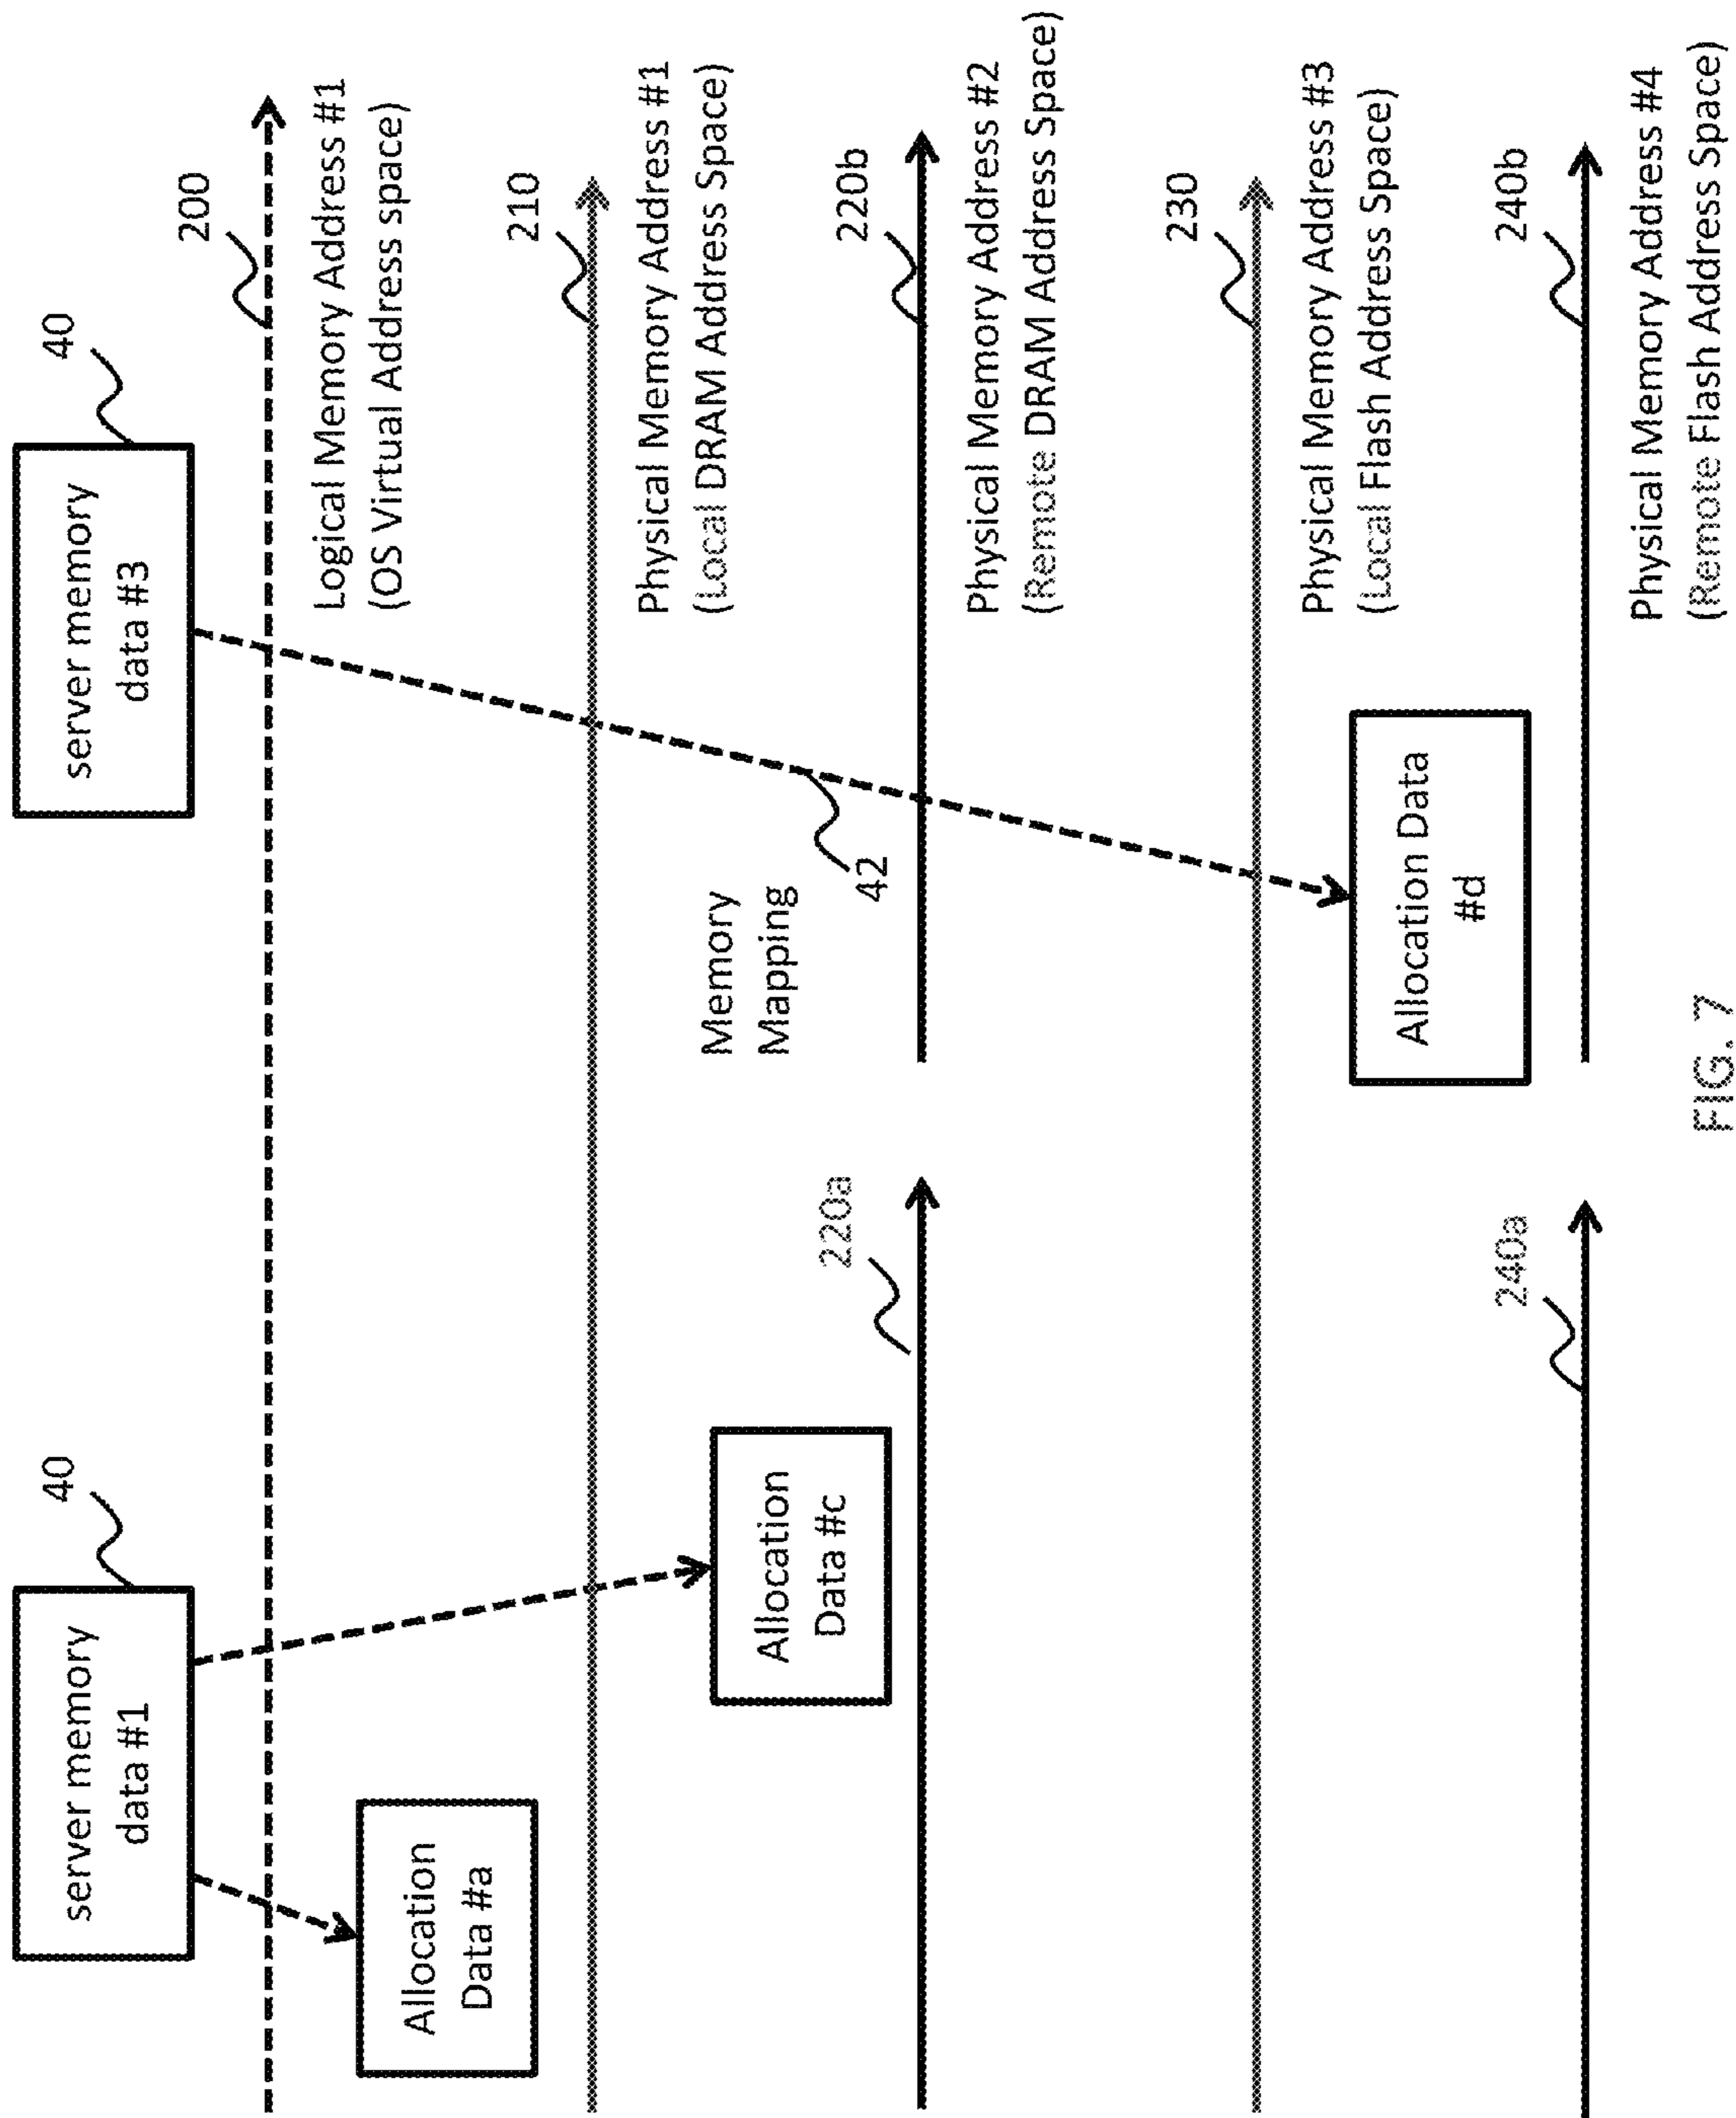 40
40
server memory
data #1
server memory
data #3
200
Logical Memory Address #1
(OS Virtual Address space)
Allocation
Data #a
210
Physical Memory Address #1
(Local DRAM Address Space)
Memory
Mapping
42
Allocation
Data #c
220a
220b
Physical Memory Address #2
(Remote DRAM Address Space)
230
Physical Memory Address #3
(Local Flash Address Space)
Allocation Data
#d
240a
240b
Physical Memory Address #4
(Remote Flash Address Space)
FIG. 7